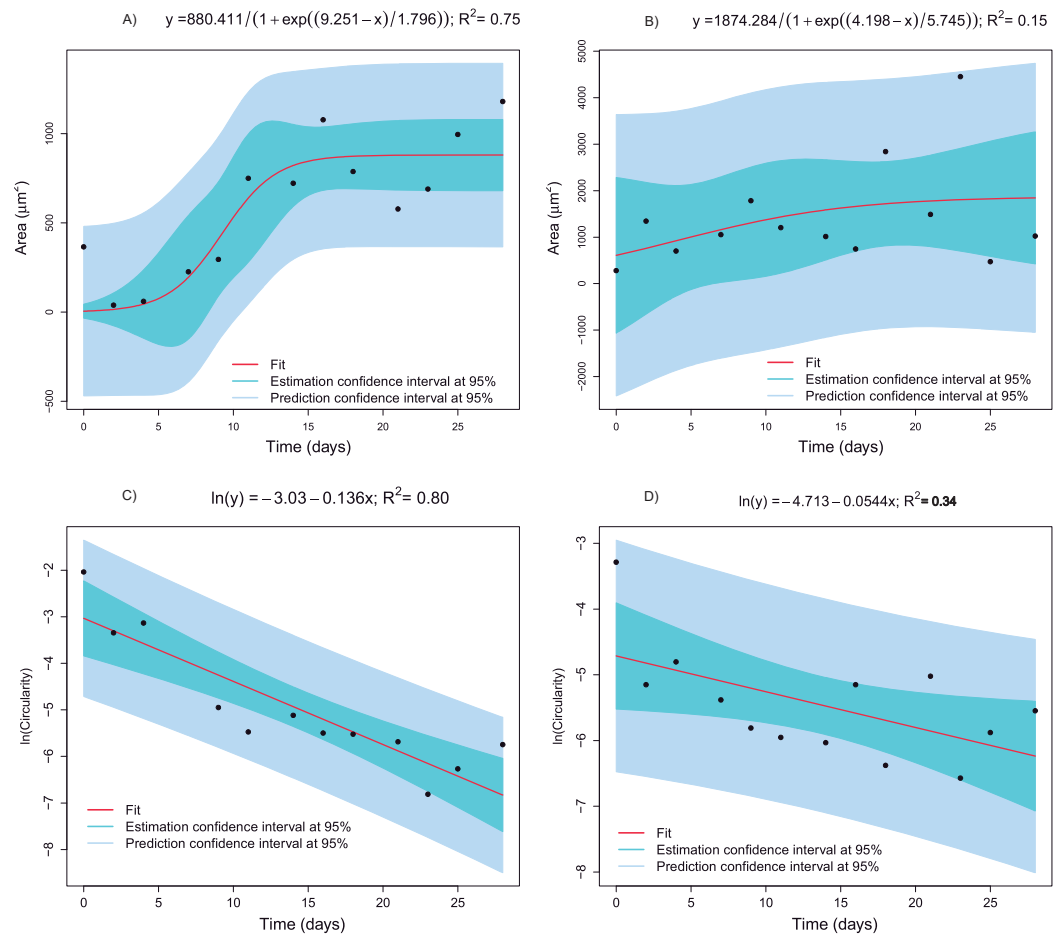 A) y =880.411/(1+exp((9.251−x)/1.796)); R²= 0.75
Area (μm²)
1000
500
0
−500
Fit
Estimation confidence interval at 95%
Prediction confidence interval at 95%
0 5 10 15 20 25
Time (days)
B) y =1874.284/(1+exp((4.198−x)/5.745)); R²= 0.15
Area (μm²)
5000
4000
3000
2000
1000
0
−1000
−2000
Fit
Estimation confidence interval at 95%
Prediction confidence interval at 95%
0 5 10 15 20 25
Time (days)
C) ln(y) =−3.03−0.136x; R²= 0.80
ln(Circularity)
−2
−3
−4
−5
−6
−7
−8
Fit
Estimation confidence interval at 95%
Prediction confidence interval at 95%
0 5 10 15 20 25
Time (days)
D) ln(y) =−4.713−0.0544x; R²= 0.34
ln(Circularity)
−3
−4
−5
−6
−7
−8
Fit
Estimation confidence interval at 95%
Prediction confidence interval at 95%
0 5 10 15 20 25
Time (days)